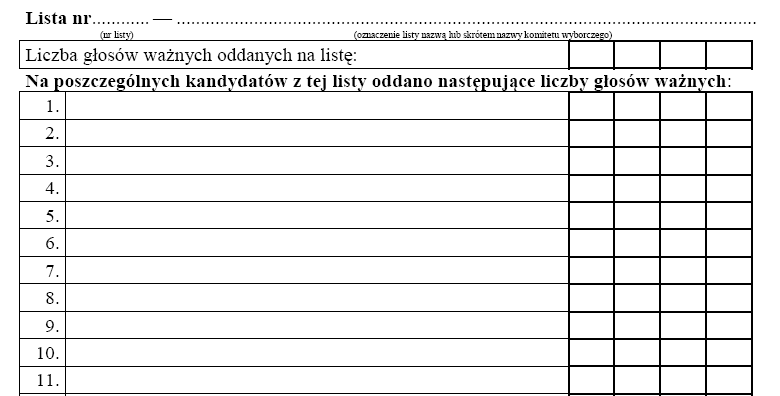 Lista nr............ — ........................................................................................................................
(nr listy) (oznaczenie listy nazwą lub skrótem nazwy komitetu wyborczego)
Liczba głosów ważnych oddanych na listę:
Na poszczególnych kandydatów z tej listy oddano następujące liczby głosów ważnych:
1.
2.
3.
4.
5.
6.
7.
8.
9.
10.
11.